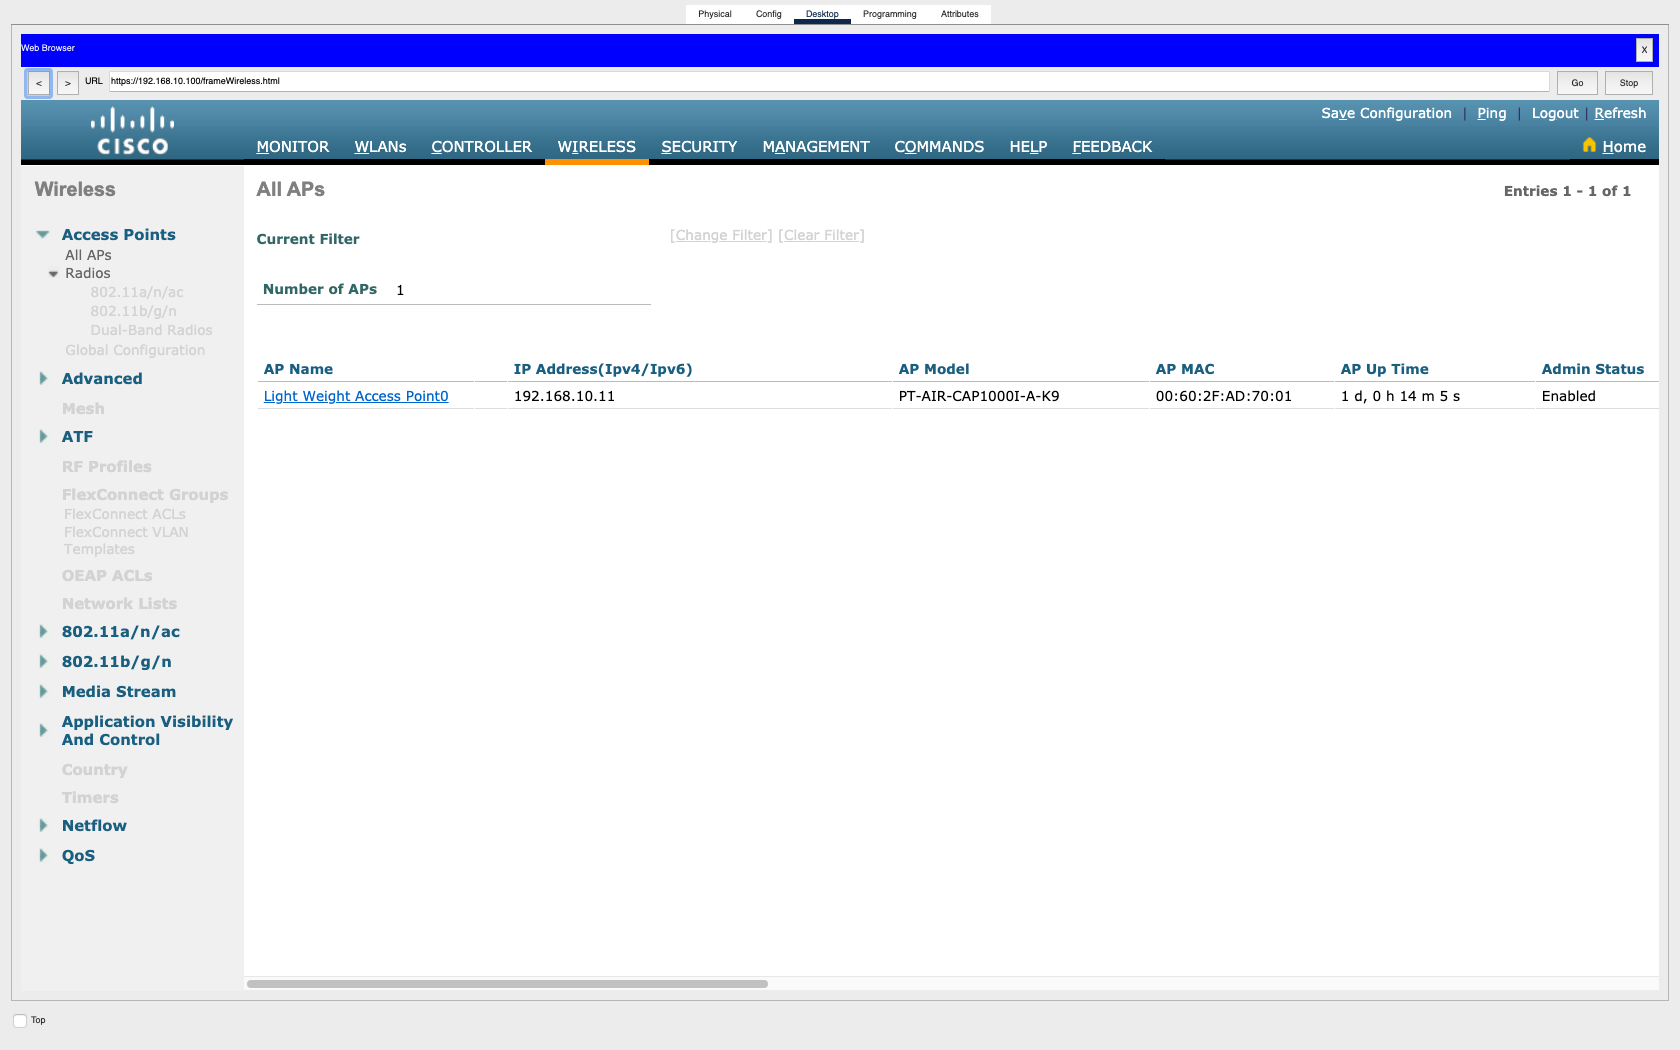 Physical Config Desktop Programming Attributes
Web Browser
X
< > URL https://192.168.10.100/frameWireless.html Go Stop
Save Configuration | Ping | Logout | Refresh
CISCO
MONITOR WLANs CONTROLLER WIRELESS SECURITY MANAGEMENT COMMANDS HELP FEEDBACK Home
Wireless
Access Points
All APs
Radios
802.11a/n/ac
802.11b/g/n
Dual-Band Radios
Global Configuration
Advanced
Mesh
ATF
RF Profiles
FlexConnect Groups
FlexConnect ACLs
FlexConnect VLAN
Templates
OEAP ACLs
Network Lists
802.11a/n/ac
802.11b/g/n
Media Stream
Application Visibility
And Control
Country
Timers
Netflow
QoS
All APs
Entries 1 - 1 of 1
Current Filter [Change Filter] [Clear Filter]
Number of APs 1
AP Name IP Address(Ipv4/Ipv6) AP Model AP MAC AP Up Time Admin Status
Light Weight Access Point0 192.168.10.11 PT-AIR-CAP1000I-A-K9 00:60:2F:AD:70:01 1 d, 0 h 14 m 5 s Enabled
Top